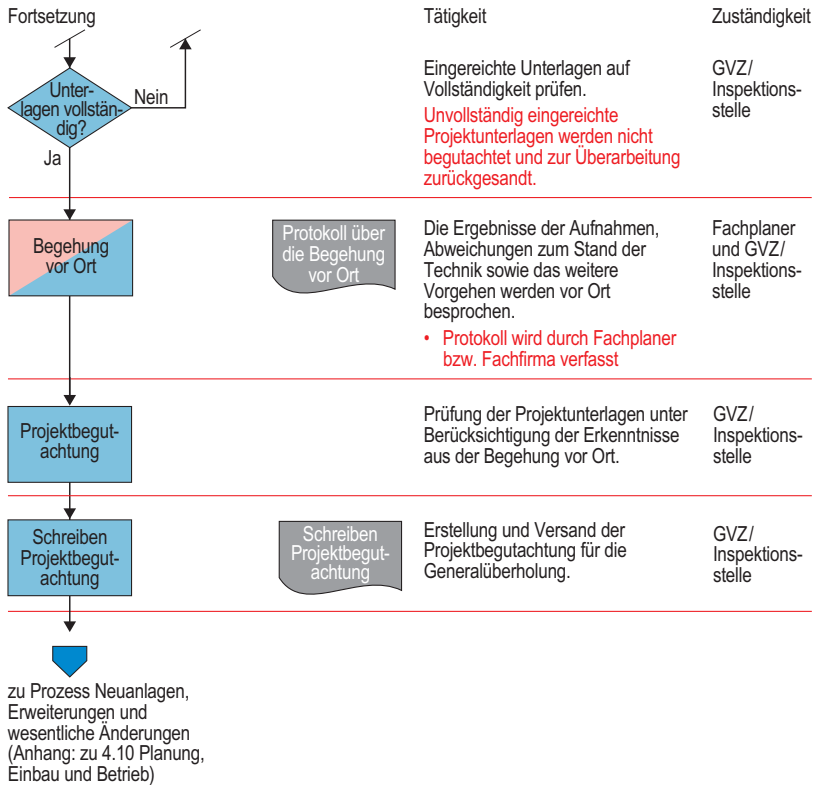 Fortsetzung
Tätigkeit
Zuständigkeit
Unter-
lagen vollstän-
dig?
Nein
Ja
Eingereichte Unterlagen auf
Vollständigkeit prüfen.
Unvollständig eingereichte
Projektunterlagen werden nicht
begutachtet und zur Überarbeitung
zurückgesandt.
GVZ/
Inspektions-
stelle
Begehung
vor Ort
Protokoll über
die Begehung
vor Ort
Die Ergebnisse der Aufnahmen,
Abweichungen zum Stand der
Technik sowie das weitere
Vorgehen werden vor Ort
besprochen.
• Protokoll wird durch Fachplaner
bzw. Fachfirma verfasst
Fachplaner
und GVZ/
Inspektions-
stelle
Projektbegut-
achtung
Prüfung der Projektunterlagen unter
Berücksichtigung der Erkenntnisse
aus der Begehung vor Ort.
GVZ/
Inspektions-
stelle
Schreiben
Projektbegut-
achtung
Schreiben
Projektbegut-
achtung
Erstellung und Versand der
Projektbegutachtung für die
Generalüberholung.
GVZ/
Inspektions-
stelle
zu Prozess Neuanlagen,
Erweiterungen und
wesentliche Änderungen
(Anhang: zu 4.10 Planung,
Einbau und Betrieb)